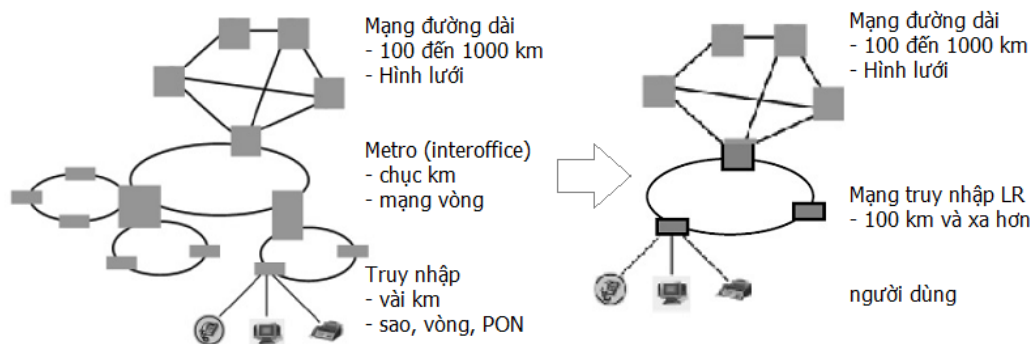 Mạng đường dài
- 100 đến 1000 km
- Hình lưới
Metro (interoffice)
- chục km
- mạng vòng
Truy nhập
- vài km
- sao, vòng, PON
Mạng đường dài
- 100 đến 1000 km
- Hình lưới
Mạng truy nhập LR
- 100 km và xa hơn
người dùng